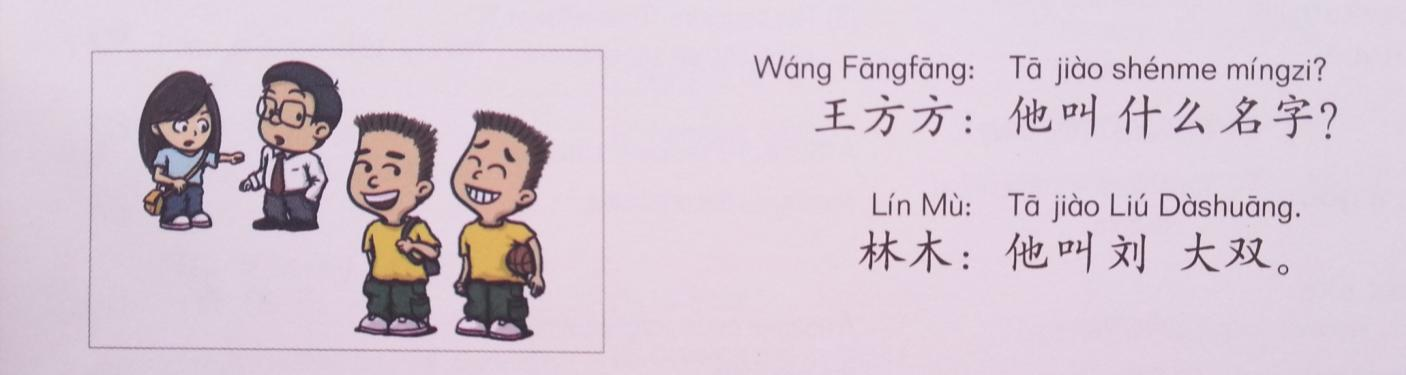 Wáng Fāngfāng: Tā jiào shénme míngzi?
王方方： 他叫 什么 名字？
Lín Mù: Tā jiào Liú Dàshuāng.
林木： 他叫 刘 大双。